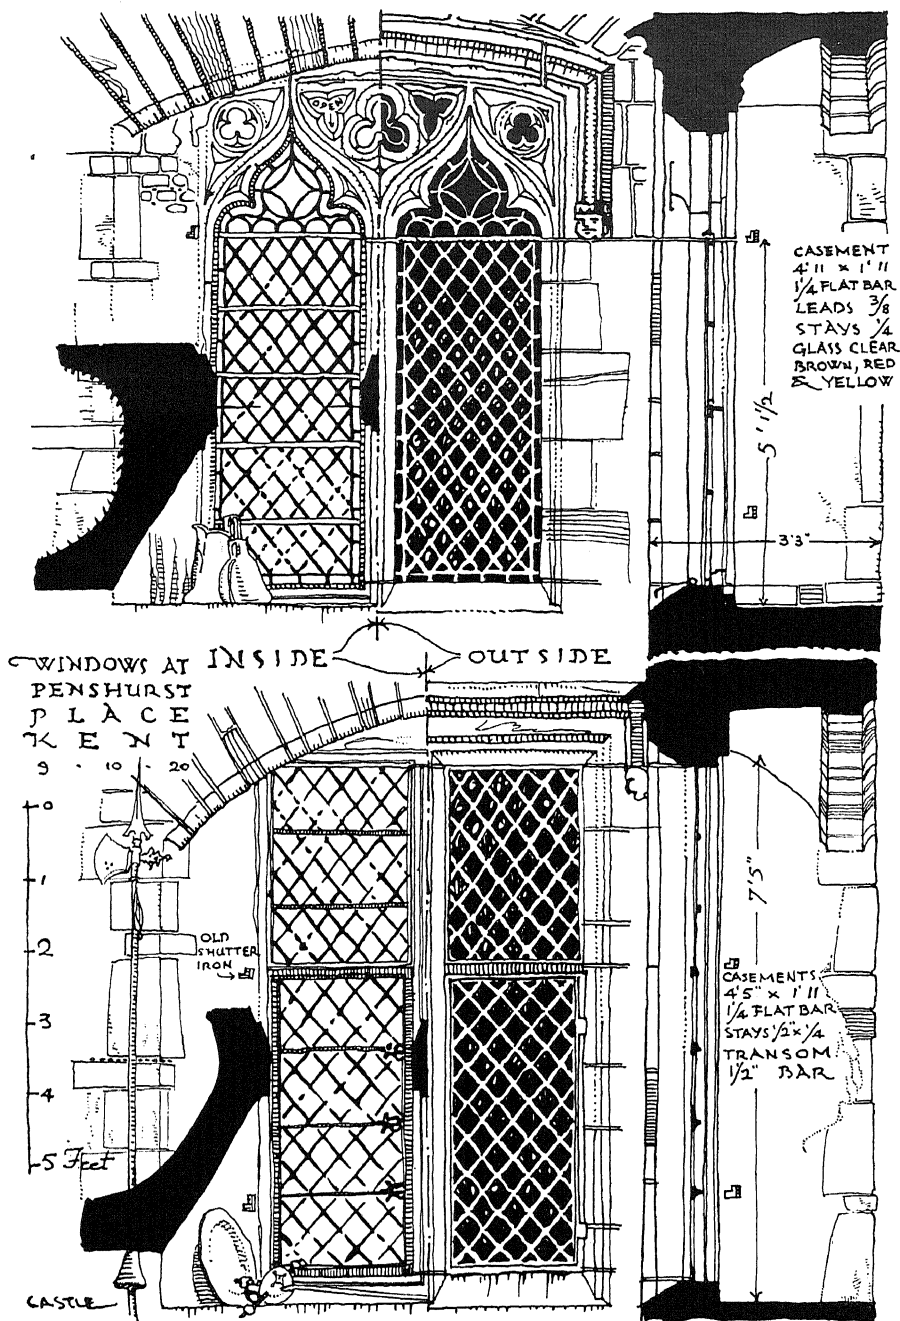 CASEMENT
4' 11 x 1' 11
1/4 FLAT BAR
LEADS 3/8
STAYS 1/4
GLASS CLEAR
BROWN, RED
& YELLOW
5' 1 1/2
3'3"
INSIDE OUTSIDE
WINDOWS AT
PENSHURST
PLACE
KENT
9 . 10 . 20
0
1
2
3
4
5 Feet
OLD
SHUTTER
IRON
7'5"
CASEMENTS
4'5" x 1' 11
1/4 FLAT BAR
STAYS 1/2 x 1/4
TRANSOM
1/2" BAR
CASTLE